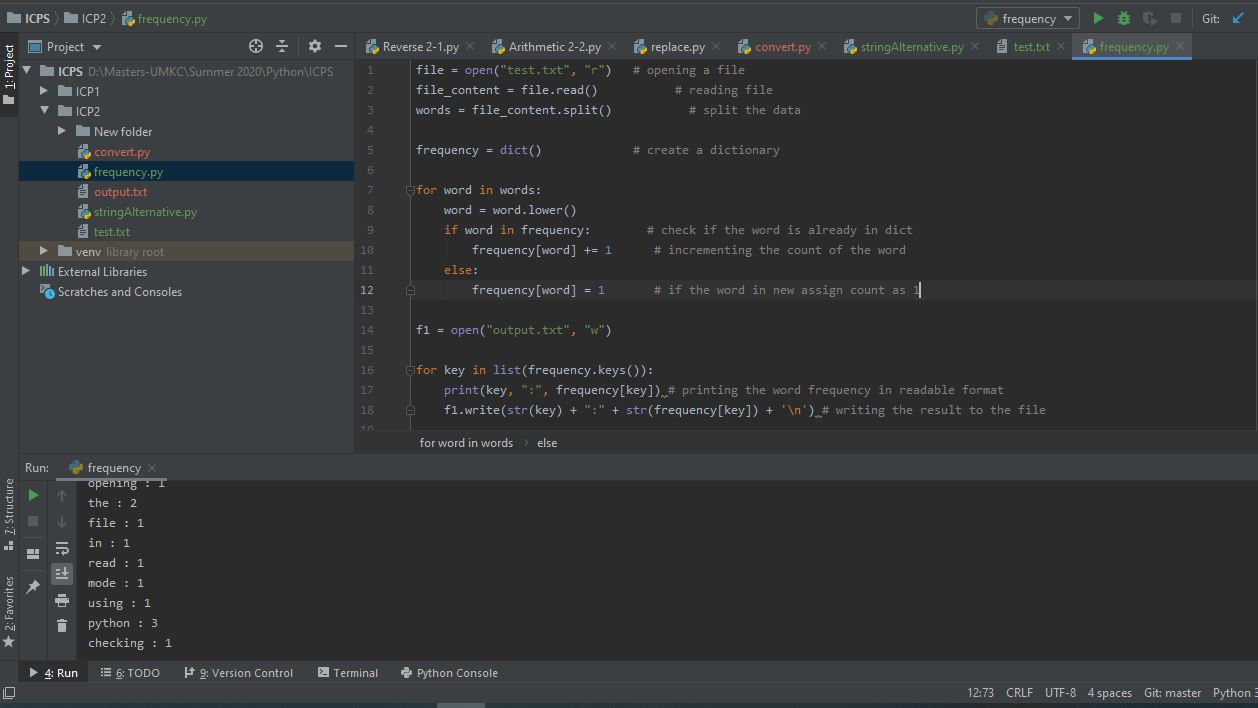 ICPS ICP2 frequency.py frequency Git:
1: Project
Project
Reverse 2-1.py Arithmetic 2-2.py replace.py convert.py stringAlternative.py test.txt frequency.py
ICPS D:\Masters-UMKC\Summer 2020\Python\ICPS
ICP1
ICP2
New folder
convert.py
frequency.py
output.txt
stringAlternative.py
test.txt
venv library root
External Libraries
Scratches and Consoles
1 file = open("test.txt", "r") # opening a file
2 file_content = file.read() # reading file
3 words = file_content.split() # split the data
4
5 frequency = dict() # create a dictionary
6
7 for word in words:
8 word = word.lower()
9 if word in frequency: # check if the word is already in dict
10 frequency[word] += 1 # incrementing the count of the word
11 else:
12 frequency[word] = 1 # if the word in new assign count as 1
13
14 f1 = open("output.txt", "w")
15
16 for key in list(frequency.keys()):
17 print(key, ":", frequency[key]) # printing the word frequency in readable format
18 f1.write(str(key) + ":" + str(frequency[key]) + '\n') # writing the result to the file
19
for word in words else
Run: frequency
opening : 1
the : 2
file : 1
in : 1
read : 1
mode : 1
using : 1
python : 3
checking : 1
7: Structure
2: Favorites
4: Run 6: TODO 9: Version Control Terminal Python Console
12:73 CRLF UTF-8 4 spaces Git: master Python 3